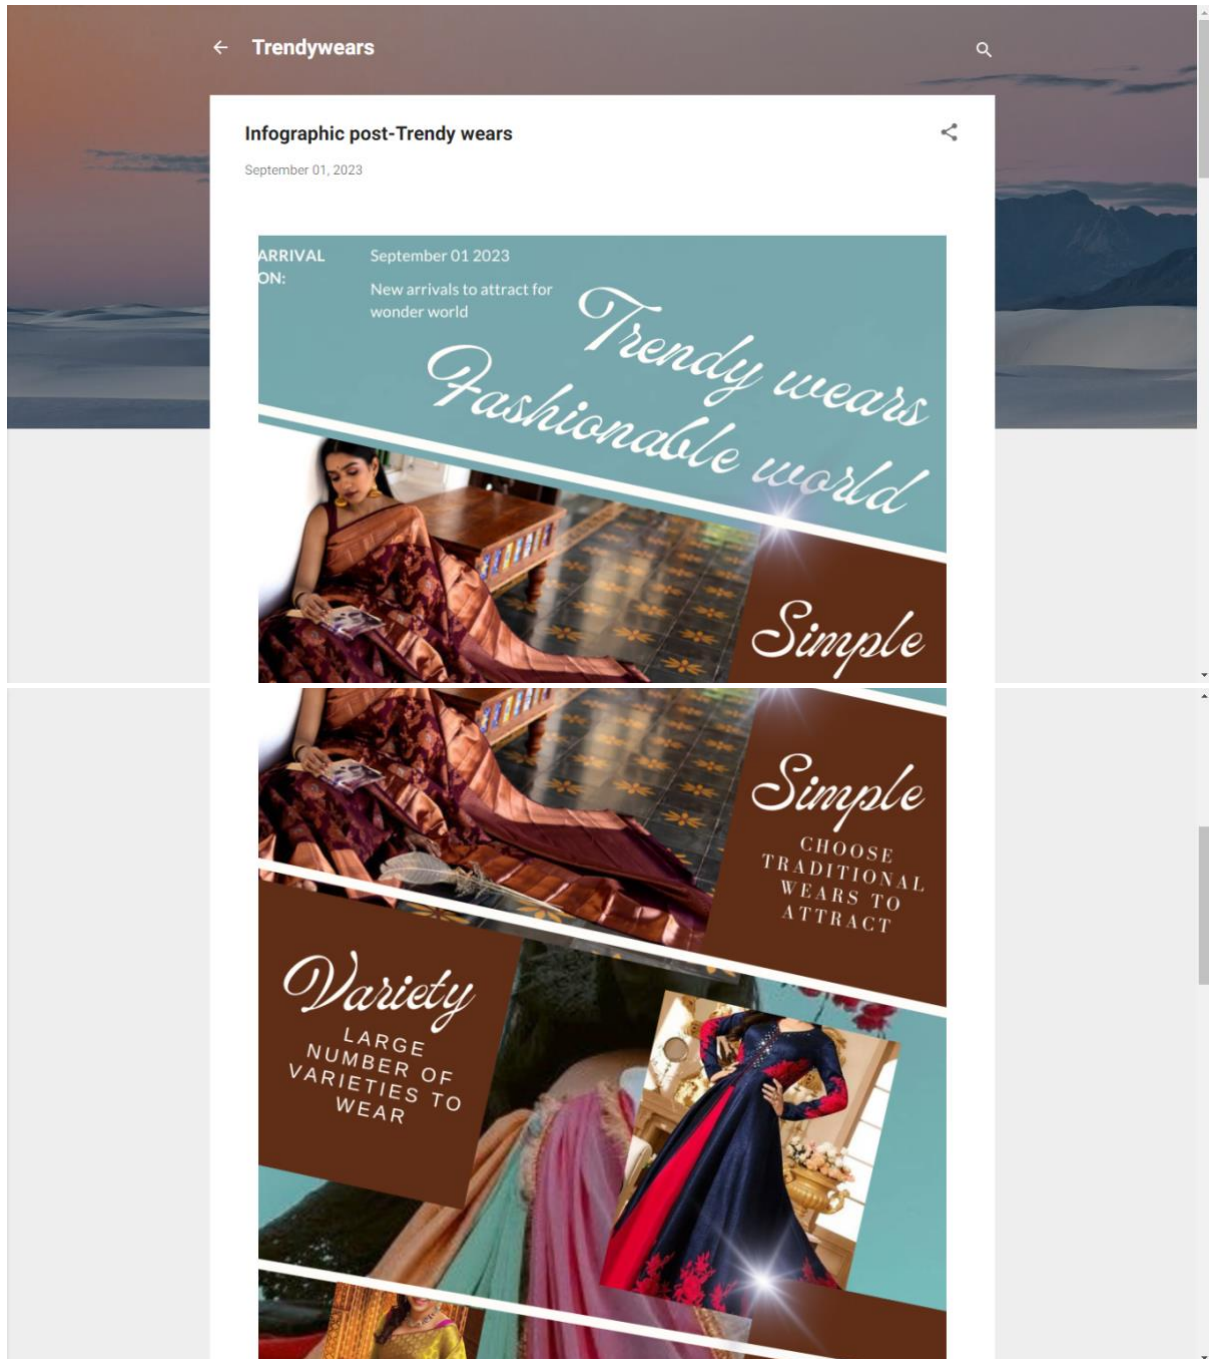 Trendywears
Infographic post-Trendy wears
September 01, 2023
ARRIVAL
ON:
September 01 2023
New arrivals to attract for
wonder world
Trendy wears
Fashionable world
Simple
Simple
CHOOSE
TRADITIONAL
WEARS TO
ATTRACT
Variety
LARGE
NUMBER OF
VARIETIES TO
WEAR